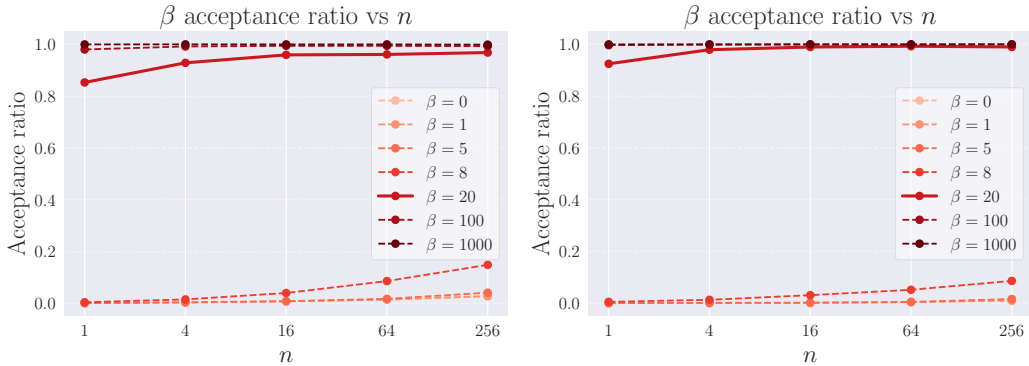 β acceptance ratio vs n
Acceptance ratio
1.0
0.8
0.6
0.4
0.2
0.0
β = 0
β = 1
β = 5
β = 8
β = 20
β = 100
β = 1000
1 4 16 64 256
n
β acceptance ratio vs n
Acceptance ratio
1.0
0.8
0.6
0.4
0.2
0.0
β = 0
β = 1
β = 5
β = 8
β = 20
β = 100
β = 1000
1 4 16 64 256
n